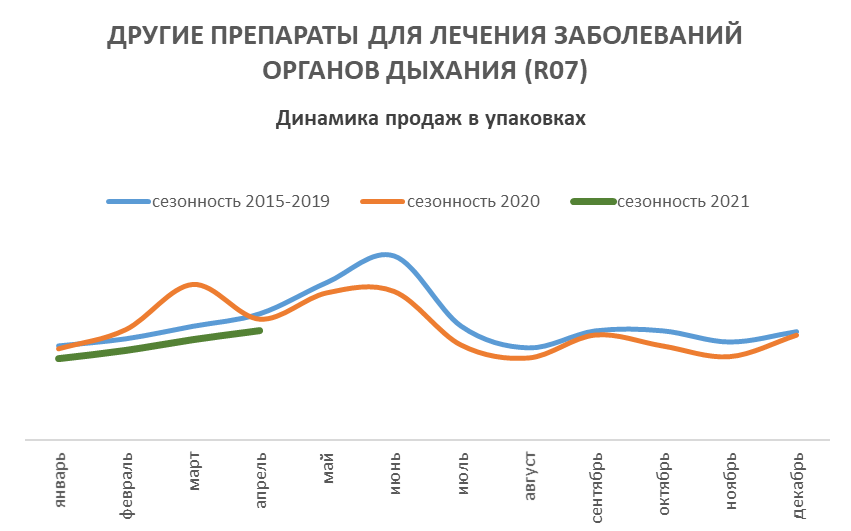 ДРУГИЕ ПРЕПАРАТЫ ДЛЯ ЛЕЧЕНИЯ ЗАБОЛЕВАНИЙ
ОРГАНОВ ДЫХАНИЯ (R07)
Динамика продаж в упаковках
сезонность 2015-2019
сезонность 2020
сезонность 2021
январь
февраль
март
апрель
май
июнь
июль
август
сентябрь
октябрь
ноябрь
декабрь